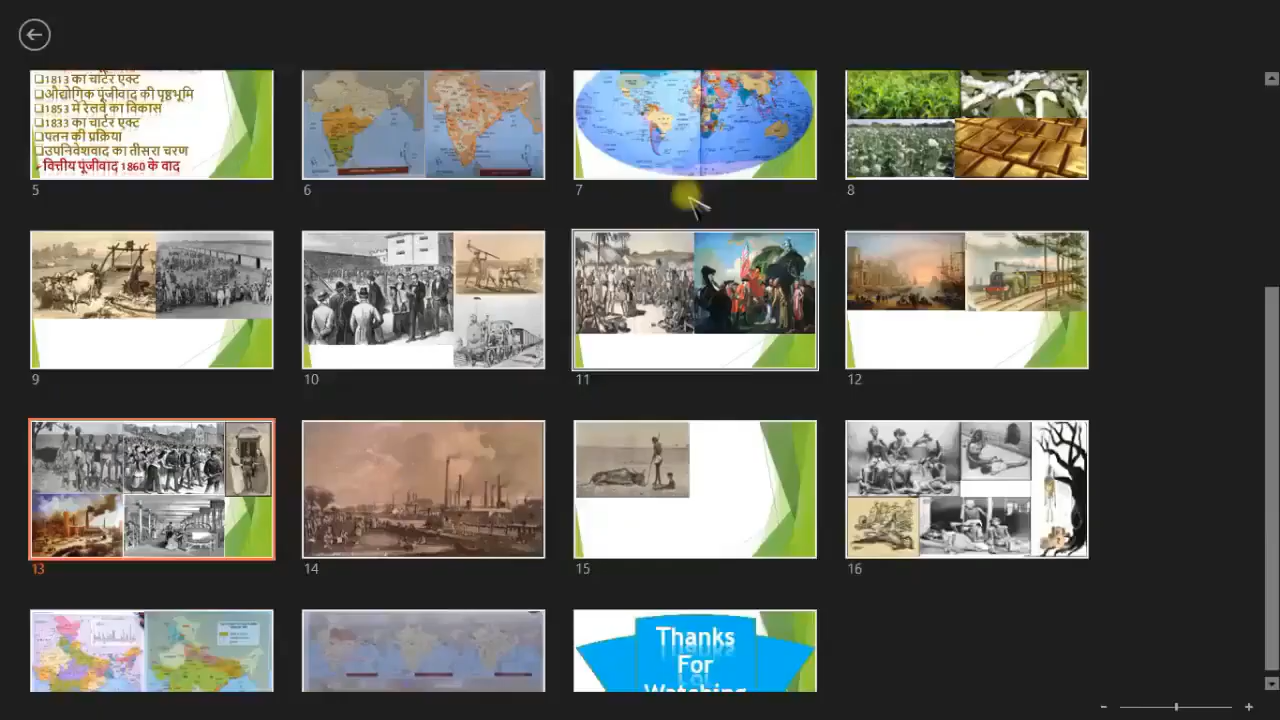 ❑1813 का चार्टर एक्ट
❑औद्योगिक पूंजीवाद की पृष्ठभूमि
❑1853 में रेलवे का विकास
❑1833 का चार्टर एक्ट
❑पतन की प्रक्रिया
❑उपनिवेशवाद का तीसरा चरण
वित्तीय पूंजीवाद 1860 के वाद
5
6
7
8
9
10
11
12
13
14
15
16
Thanks
For
Watching